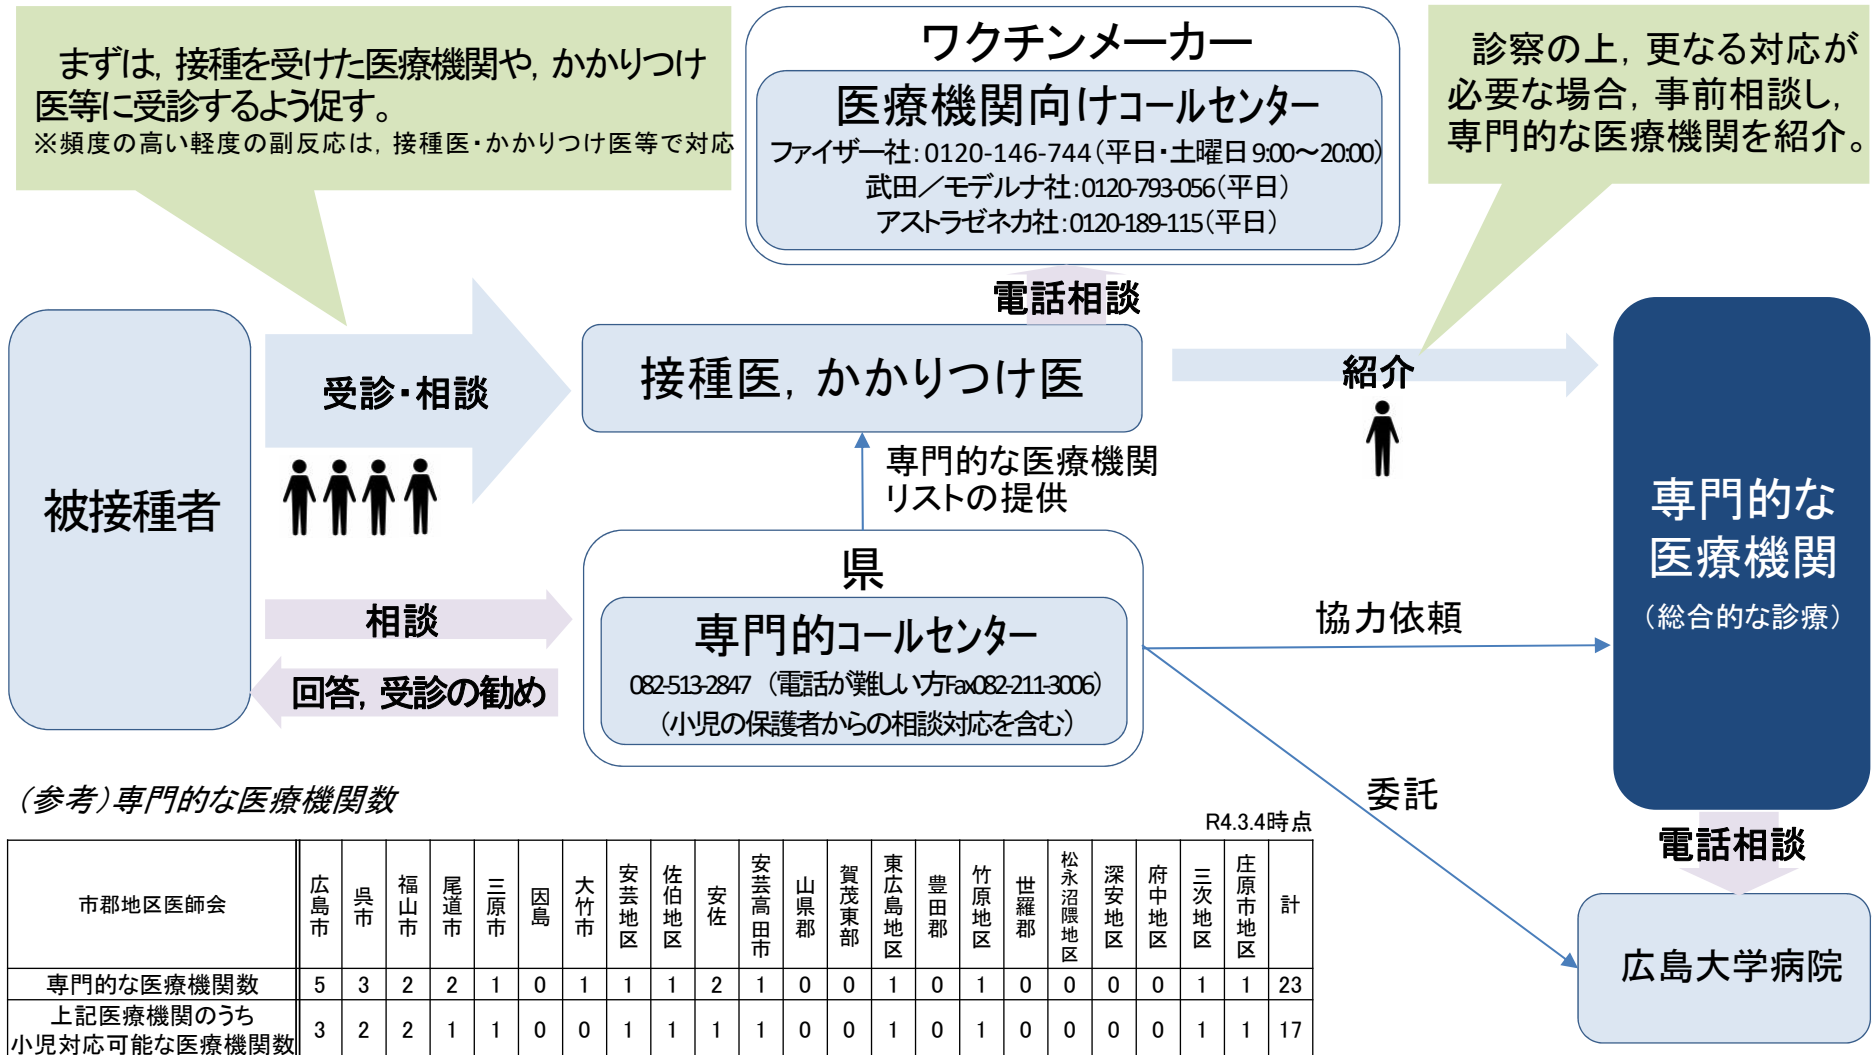 まずは，接種を受けた医療機関や，かかりつけ
医等に受診するよう促す。
※頻度の高い軽度の副反応は，接種医・かかりつけ医等で対応
ワクチンメーカー
医療機関向けコールセンター
ファイザー社：0120-146-744（平日・土曜日9:00～20:00）
武田／モデルナ社：0120-793-056（平日）
アストラゼネカ社：0120-189-115（平日）
診察の上，更なる対応が
必要な場合，事前相談し，
専門的な医療機関を紹介。
電話相談
被接種者
受診・相談
接種医，かかりつけ医
紹介
専門的な医療機関
リストの提供
専門的な
医療機関
（総合的な診療）
相談
回答，受診の勧め
県
専門的コールセンター
082-513-2847 （電話が難しい方Fax082-211-3006）
（小児の保護者からの相談対応を含む）
協力依頼
委託
電話相談
広島大学病院
（参考）専門的な医療機関数
R4.3.4時点
市郡地区医師会 広島市 呉市 福山市 尾道市 三原市 因島 大竹市 安芸地区 佐伯地区 安佐 安芸高田市 山県郡 賀茂東部 東広島地区 豊田郡 竹原地区 世羅郡 松永沼隈地区 深安地区 府中地区 三次地区 庄原市地区 計
専門的な医療機関数 5 3 2 2 1 0 1 1 1 2 1 0 0 1 0 1 0 0 0 0 1 1 23
上記医療機関のうち
小児対応可能な医療機関数 3 2 2 1 1 0 0 1 1 1 1 0 0 1 0 1 0 0 0 0 1 1 17